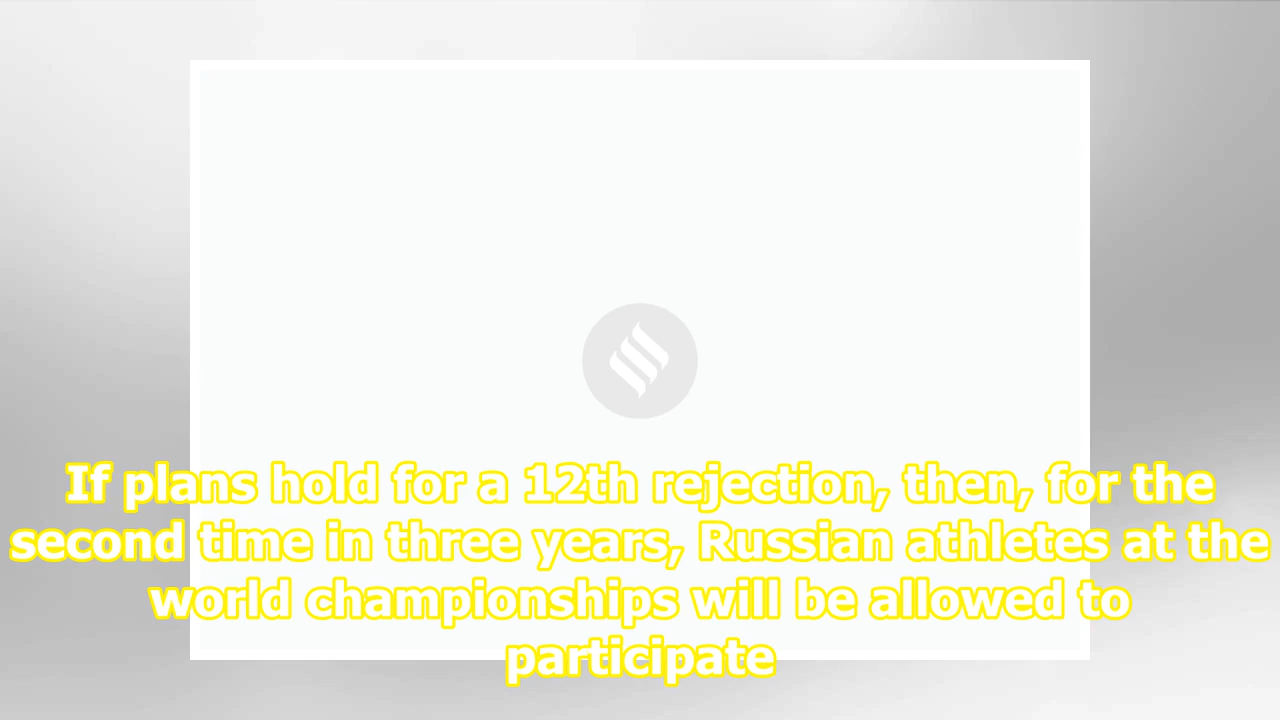 If plans hold for a 12th rejection, then, for the
second time in three years, Russian athletes at the
world championships will be allowed to
participate